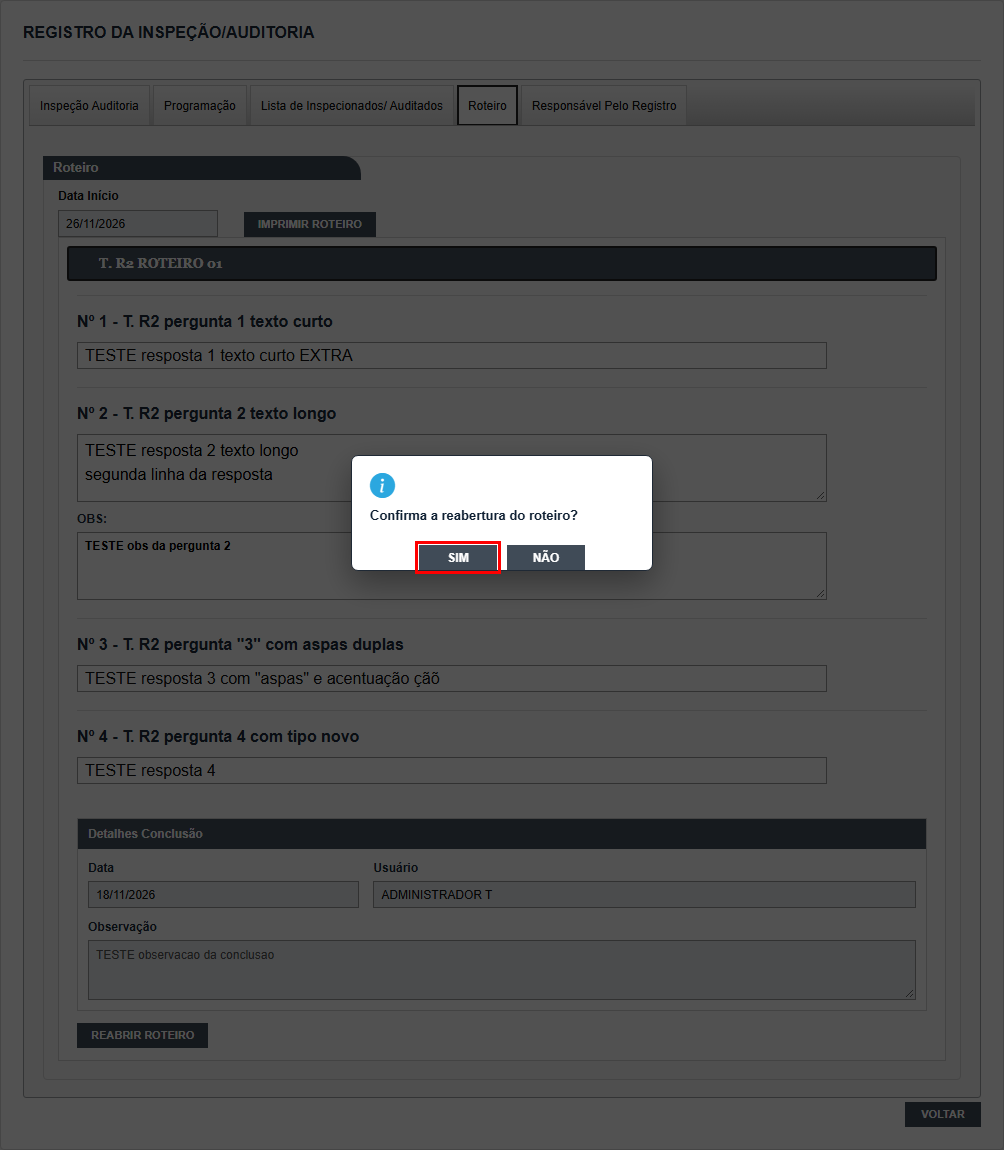 REGISTRO DA INSPEÇÃO/AUDITORIA
Inspeção Auditoria
Programação
Lista de Inspecionados/ Auditados
Roteiro
Responsável Pelo Registro
Roteiro
Data Início
26/11/2026
IMPRIMIR ROTEIRO
T. R2 ROTEIRO 01
Nº 1 - T. R2 pergunta 1 texto curto
TESTE resposta 1 texto curto EXTRA
Nº 2 - T. R2 pergunta 2 texto longo
TESTE resposta 2 texto longo
segunda linha da resposta
OBS:
TESTE obs da pergunta 2
Confirma a reabertura do roteiro?
SIM
NÃO
Nº 3 - T. R2 pergunta "3" com aspas duplas
TESTE resposta 3 com "aspas" e acentuação çãõ
Nº 4 - T. R2 pergunta 4 com tipo novo
TESTE resposta 4
Detalhes Conclusão
Data
Usuário
18/11/2026
ADMINISTRADOR T
Observação
TESTE observacao da conclusao
REABRIR ROTEIRO
VOLTAR